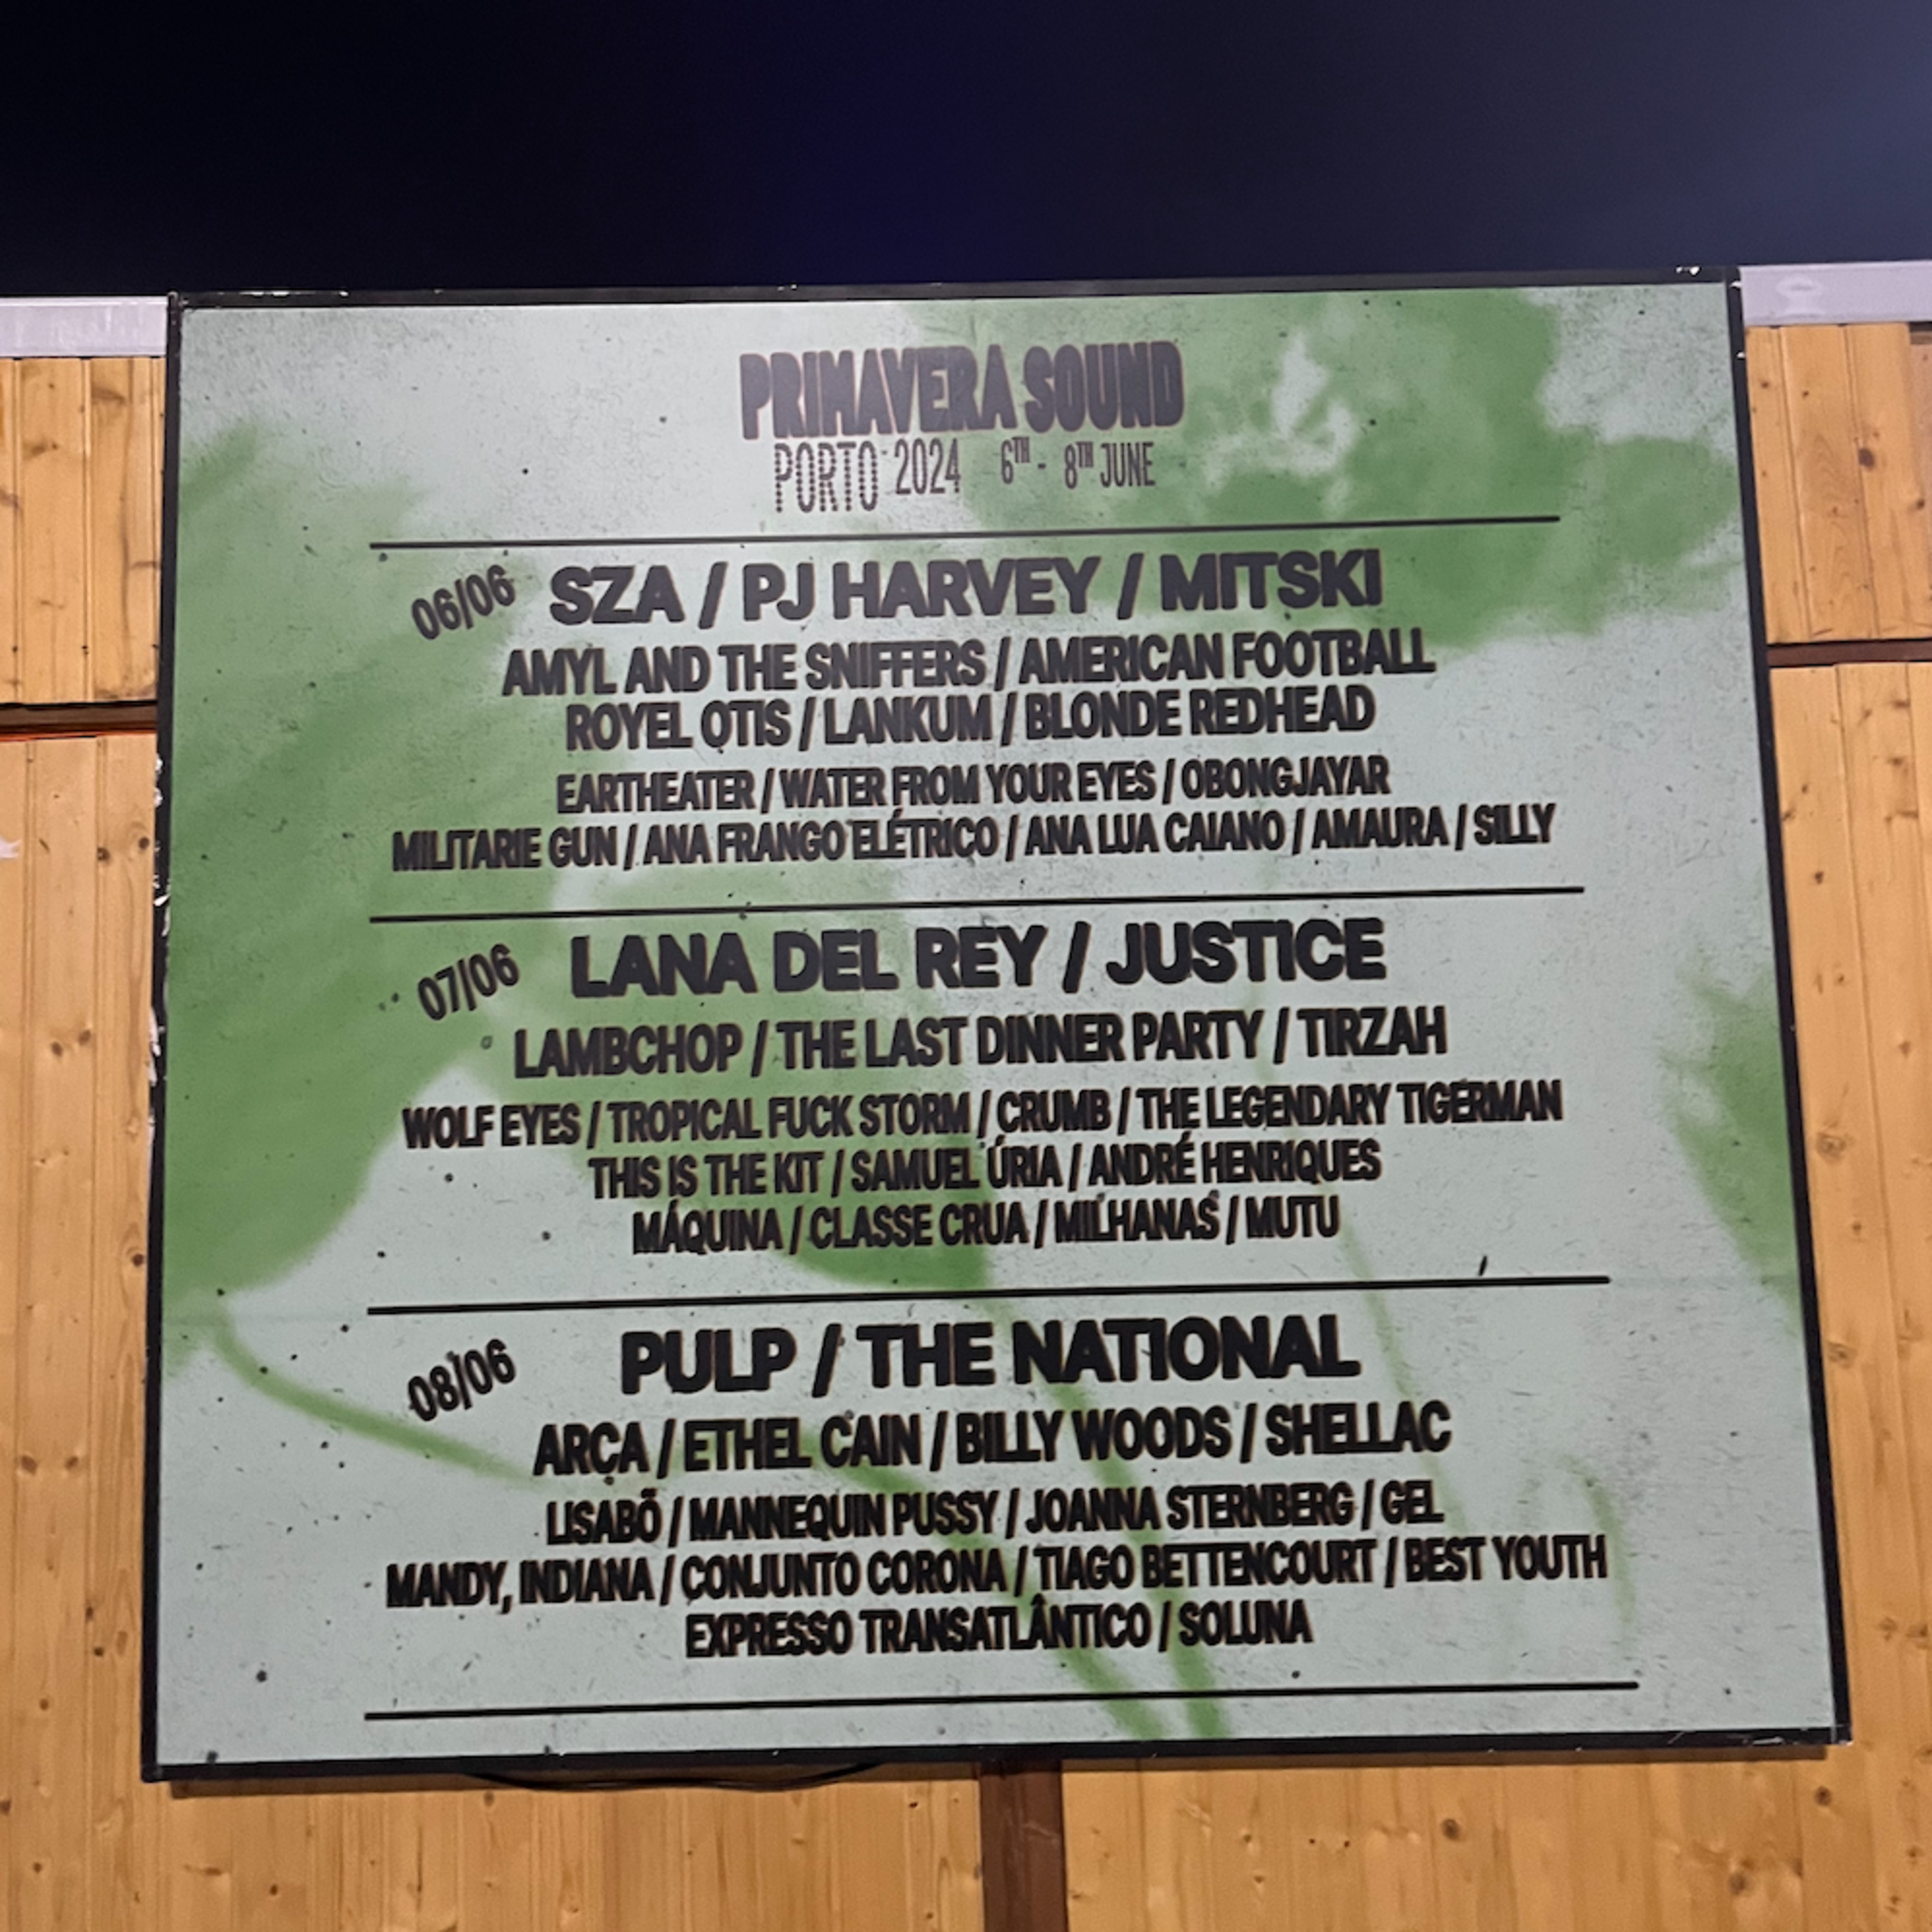 PRIMAVERA SOUND
PORTO 2024 6TH - 8TH JUNE
06/06 SZA / PJ HARVEY / MITSKI
AMYL AND THE SNIFFERS / AMERICAN FOOTBALL
ROYEL OTIS / LANKUM / BLONDE REDHEAD
EARTHEATER / WATER FROM YOUR EYES / OBONGJAYAR
MILITARIE GUN / ANA FRANGO ELÉTRICO / ANA LUA CAIANO / AMAURA / SILLY
07/06 LANA DEL REY / JUSTICE
LAMBCHOP / THE LAST DINNER PARTY / TIRZAH
WOLF EYES / TROPICAL FUCK STORM / CRUMB / THE LEGENDARY TIGERMAN
THIS IS THE KIT / SAMUEL ÚRIA / ANDRÉ HENRIQUES
MÁQUINA / CLASSE CRUA / MILHANAS / MUTU
08/06 PULP / THE NATIONAL
ARCA / ETHEL CAIN / BILLY WOODS / SHELLAC
LISABÖ / MANNEQUIN PUSSY / JOANNA STERNBERG / GEL
MANDY, INDIANA / CONJUNTO CORONA / TIAGO BETTENCOURT / BEST YOUTH
EXPRESSO TRANSATLÂNTICO / SOLUNA